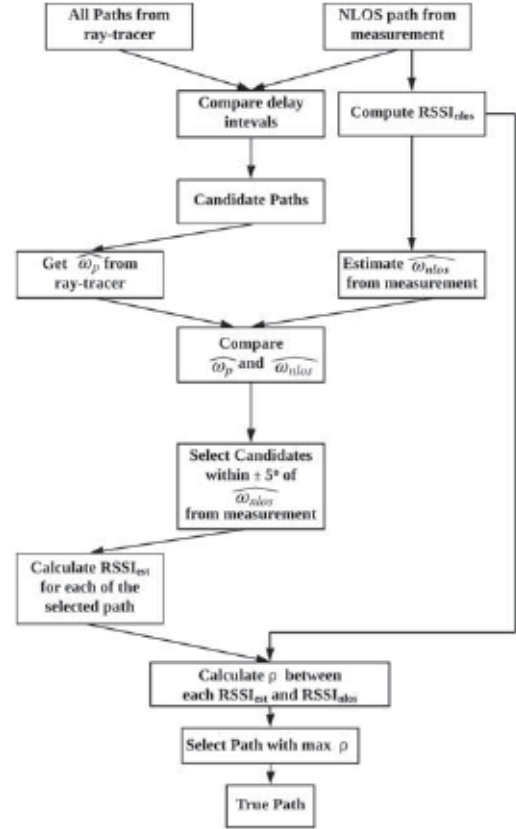 All Paths from
ray-tracer
NLOS path from
measurement
Compare delay
intevals
Compute RSSIₙₗₒₛ
Candidate Paths
Get ω̂ₚ from
ray-tracer
Estimate ω̂ₙₗₒₛ
from measurement
Compare
ω̂ₚ and ω̂ₙₗₒₛ
Select Candidates
within ± 5° of
ω̂ₙₗₒₛ
from measurement
Calculate RSSIₑₛₜ
for each of the
selected path
Calculate ρ between
each RSSIₑₛₜ and RSSIₙₗₒₛ
Select Path with max ρ
True Path